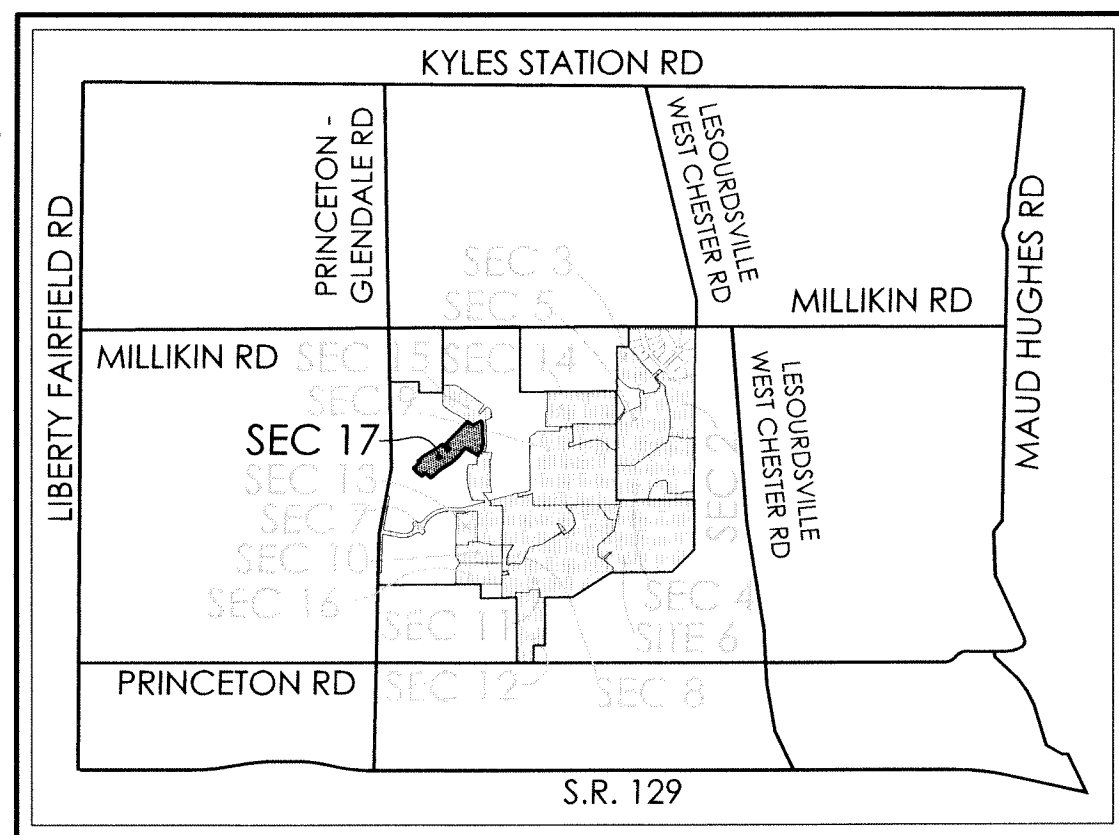 KYLES STATION RD
PRINCETON -
GLENDALE RD
LESOURDSVILLE
WEST CHESTER RD
LIBERTY FAIRFIELD RD
MAUD HUGHES RD
SEC 3
SEC 5
MILLIKIN RD
MILLIKIN RD
SEC 15
SEC 14
SEC 9
SEC 17
SEC 2
LESOURDSVILLE
WEST CHESTER RD
SEC 13
SEC 7
SEC 10
SEC 16
SEC 4
SEC 11
SITE 6
PRINCETON RD
SEC 12
SEC 8
S.R. 129